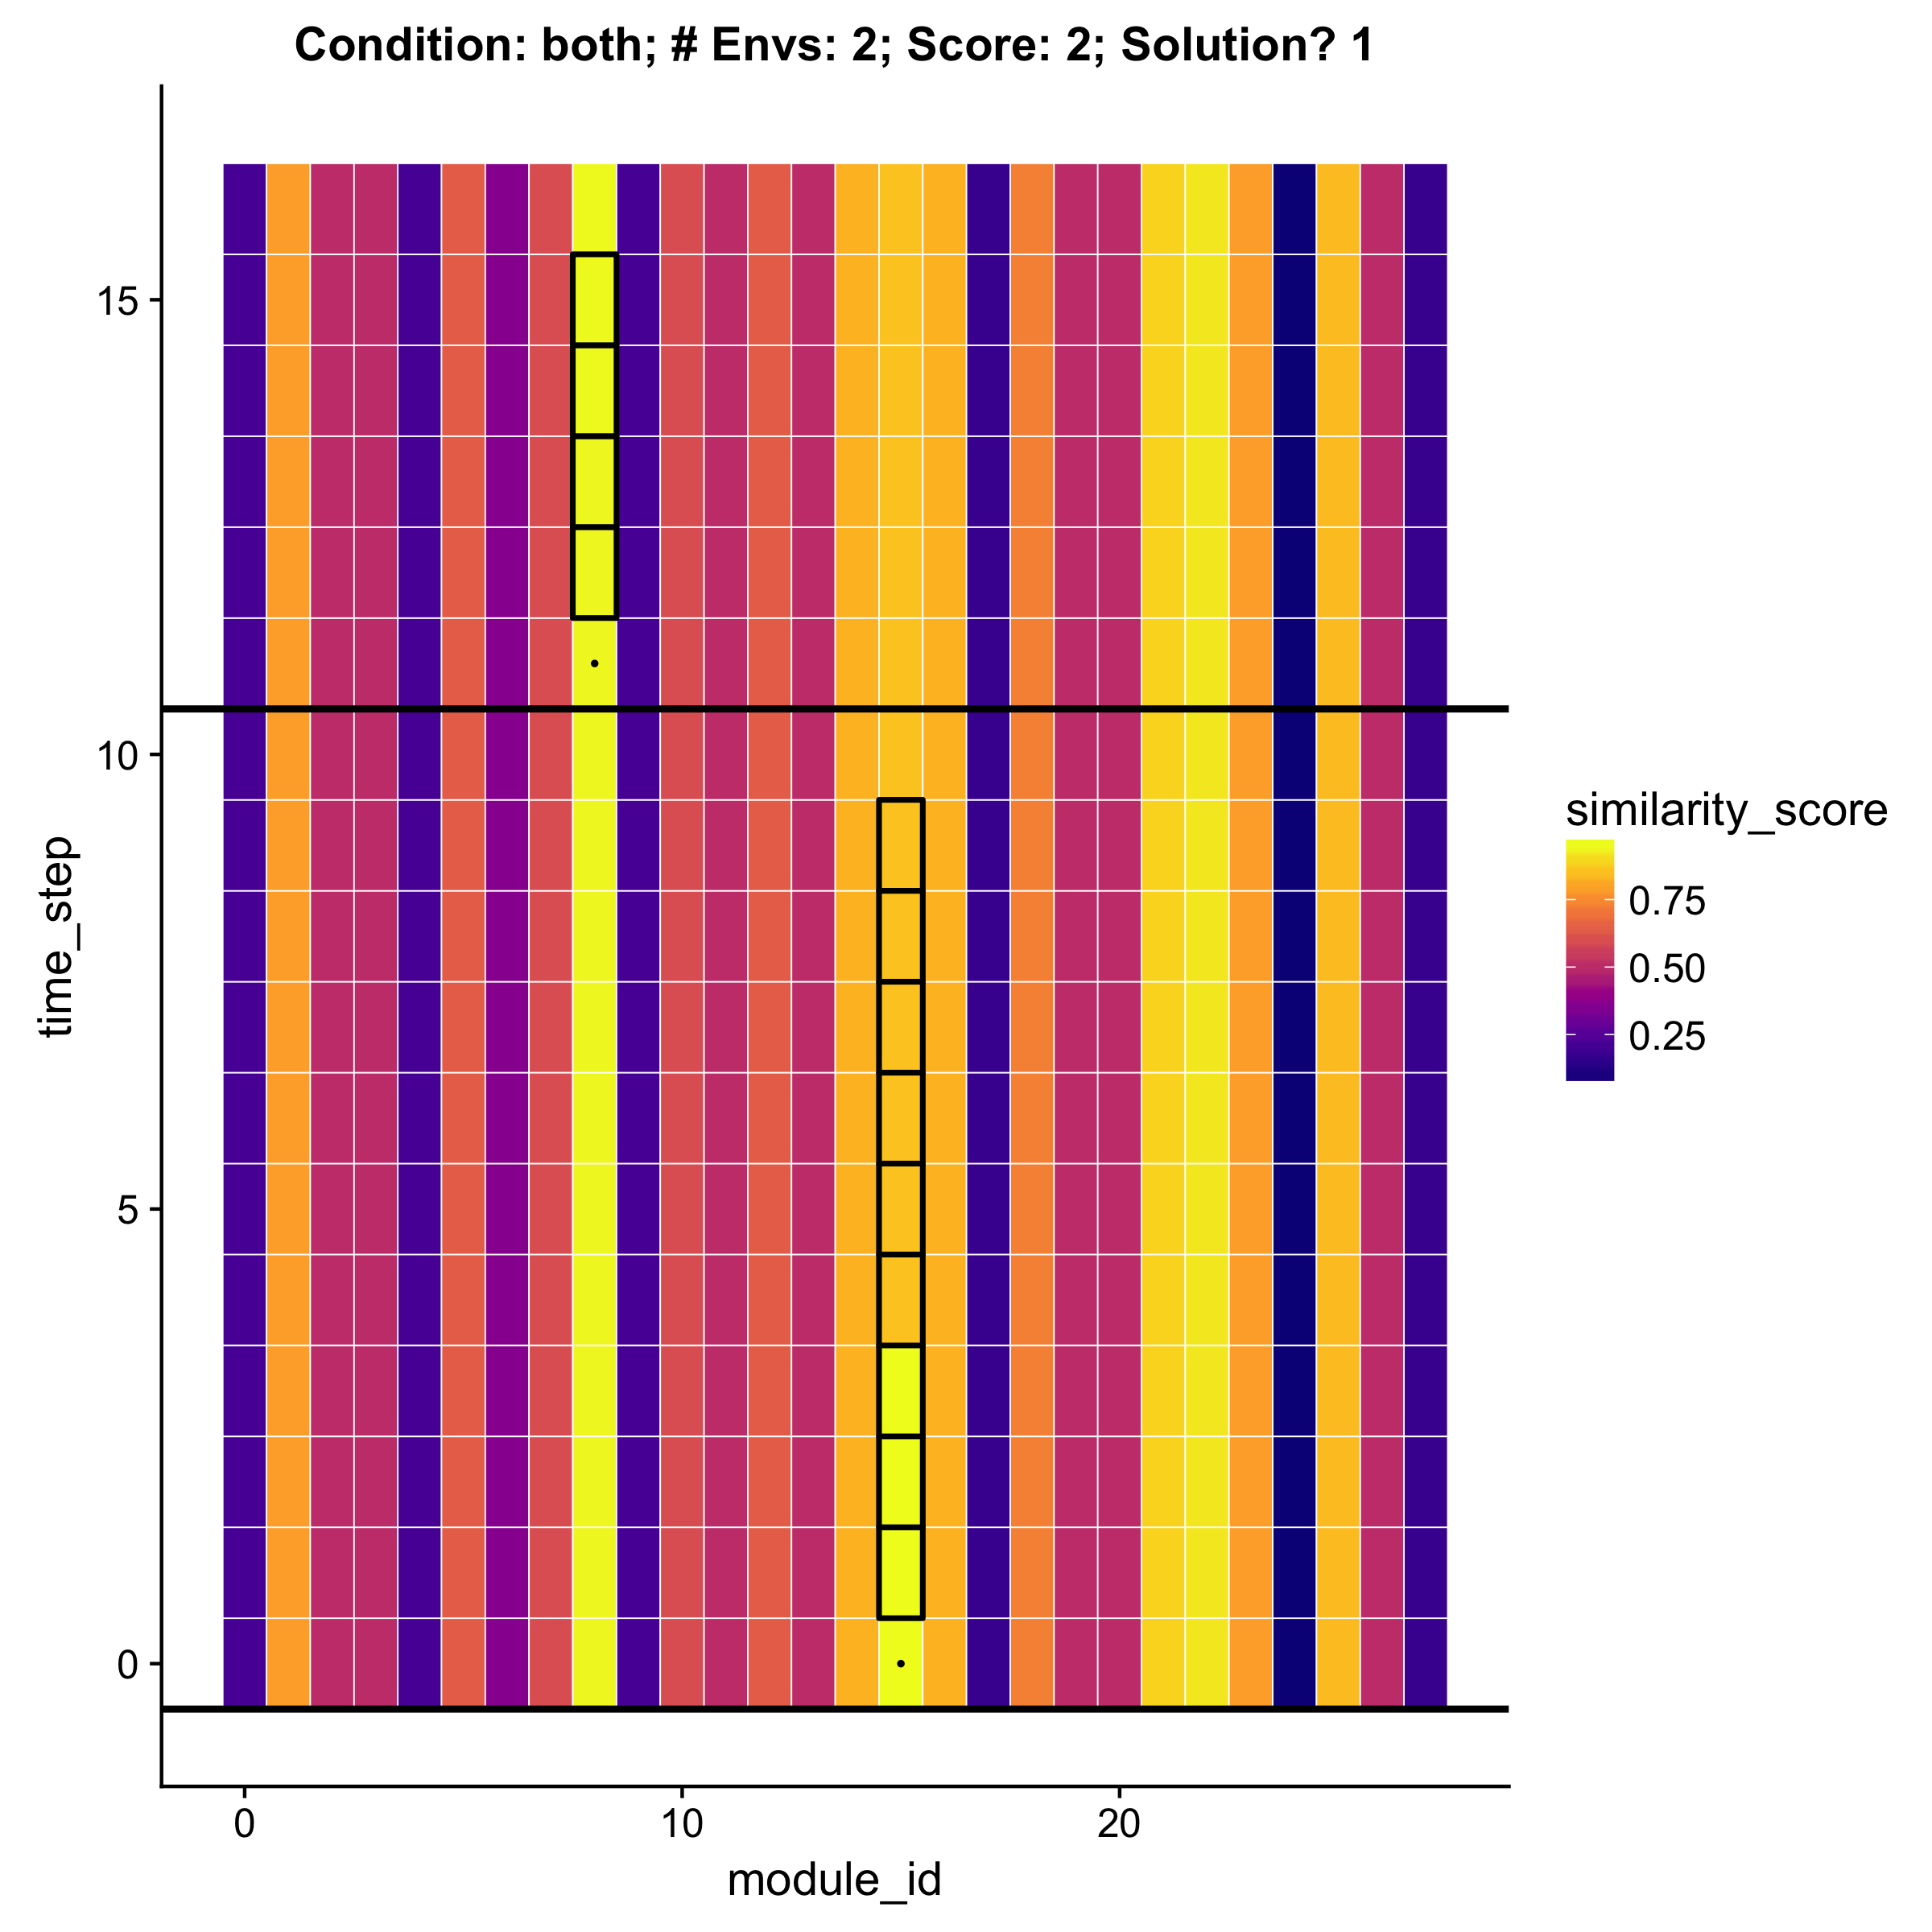 Condition: both; # Envs: 2; Score: 2; Solution? 1
15
10
5
0
time_step
0 10 20
module_id
similarity_score
0.75
0.50
0.25